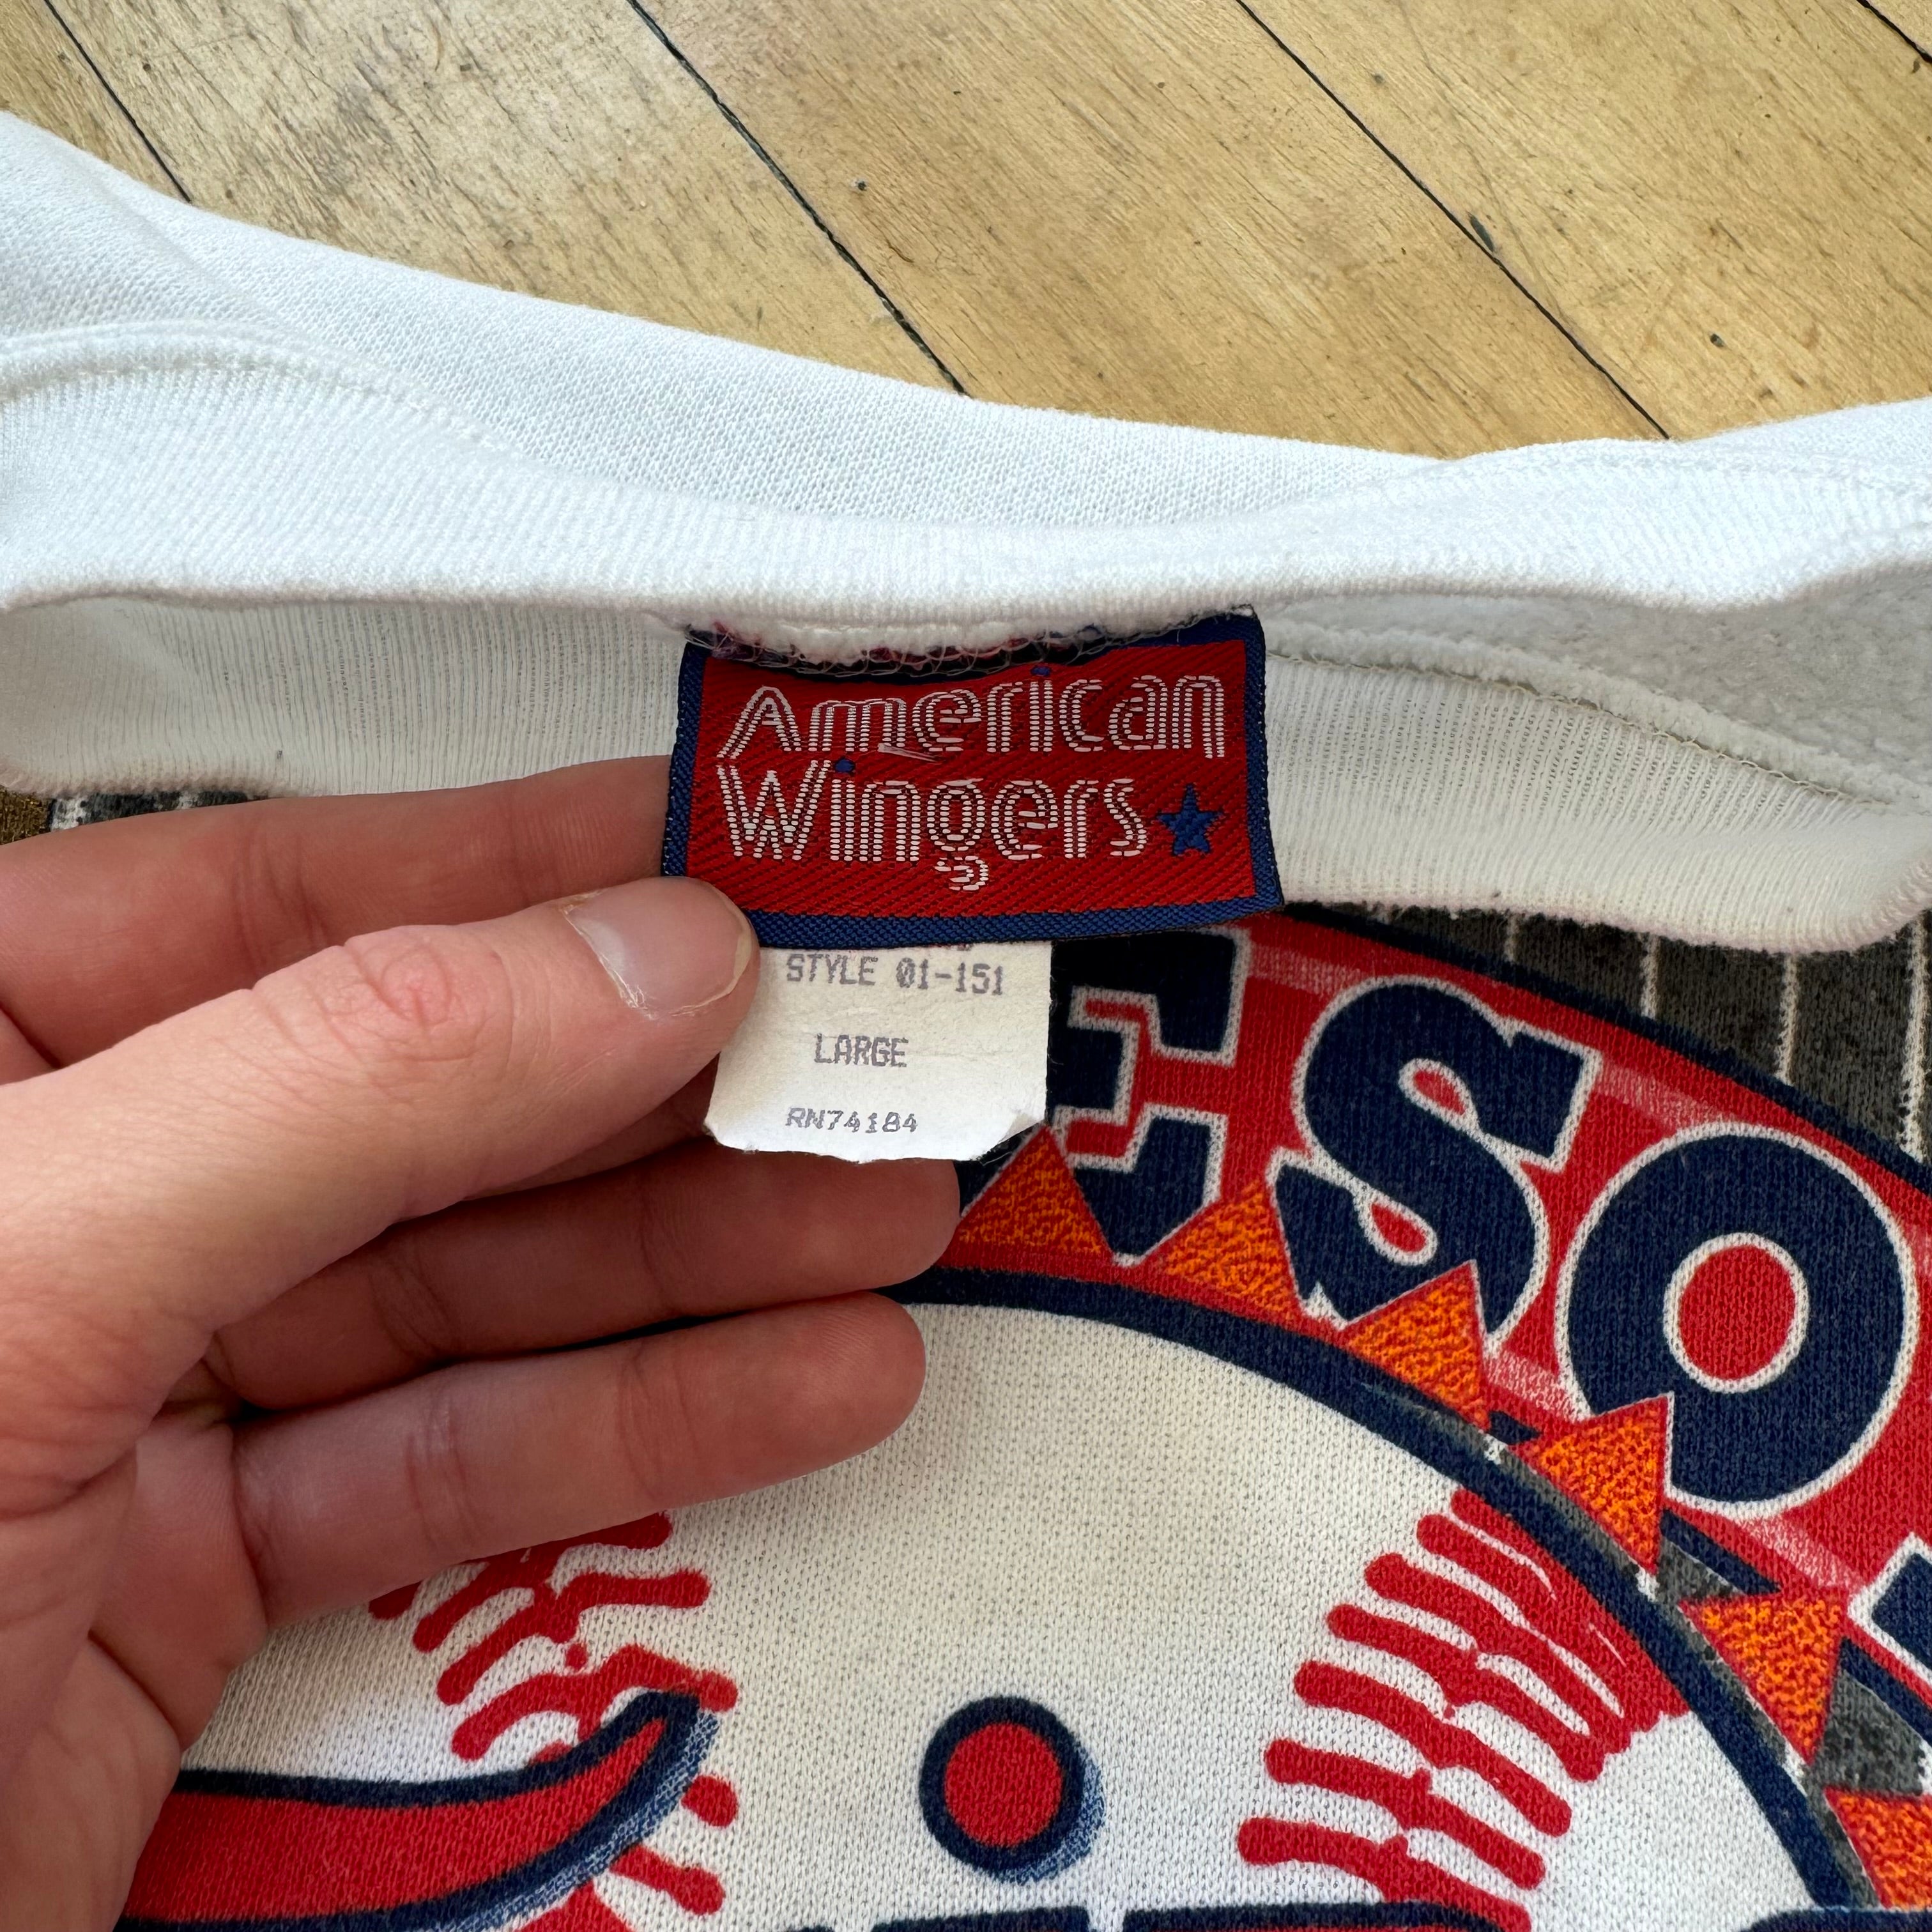 American
Wingers
STYLE 01-151
LARGE
RN74184
ESO